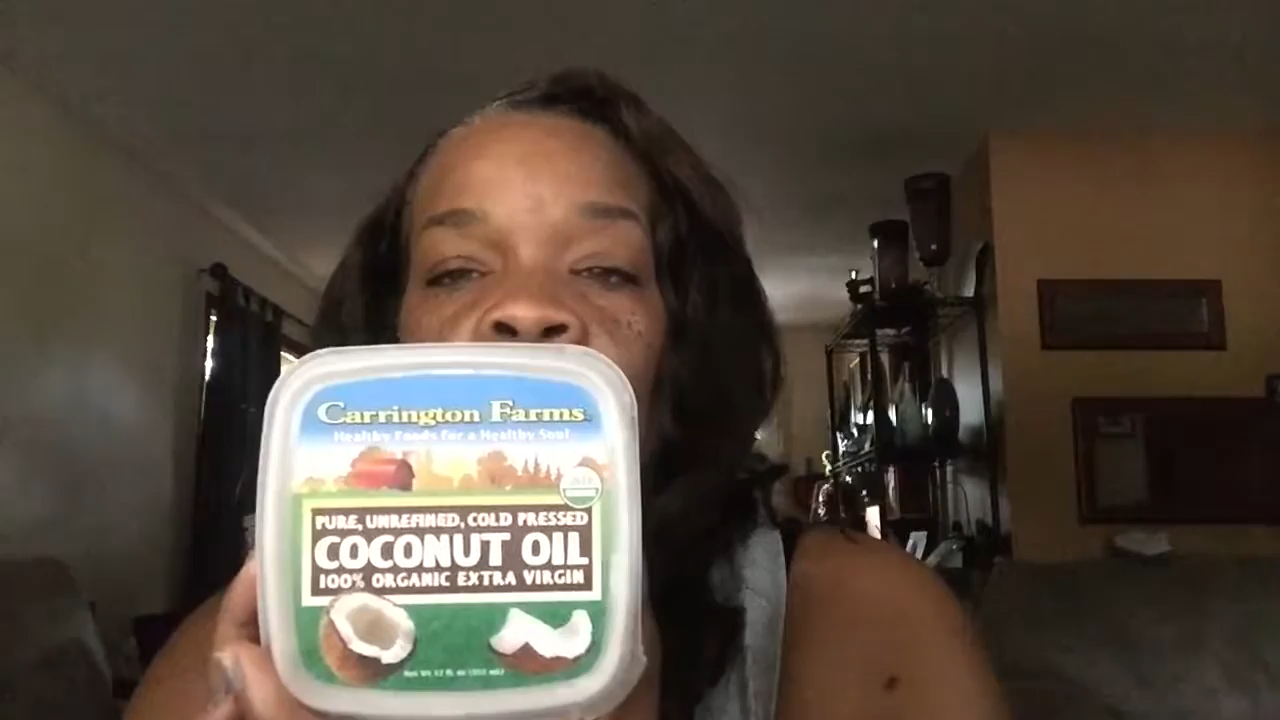 Carrington Farms
Healthy Foods for a Healthy Soul
PURE, UNREFINED, COLD PRESSED
COCONUT OIL
100% ORGANIC EXTRA VIRGIN